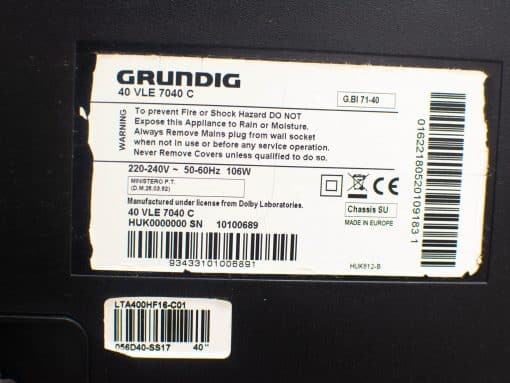 GRUNDIG
40 VLE 7040 C
G.BI 71-40
WARNING
To prevent Fire or Shock Hazard DO NOT
Expose this Appliance to Rain or Moisture.
Always Remove Mains plug from wall socket
when not in use or before any service operation.
Never Remove Covers unless qualified to do so.
220-240V ~ 50-60Hz 106W
MINISTERO P.T.
(D.M.26.03.92)
Manufactured under license from Dolby Laboratories.
40 VLE 7040 C
HUK0000000 SN 10100689
93433101006891
CE
Chassis SU
MADE IN EUROPE
HUK612-B
01622180520109183 1
LTA400HF16-C01
056D40-SS17 40"